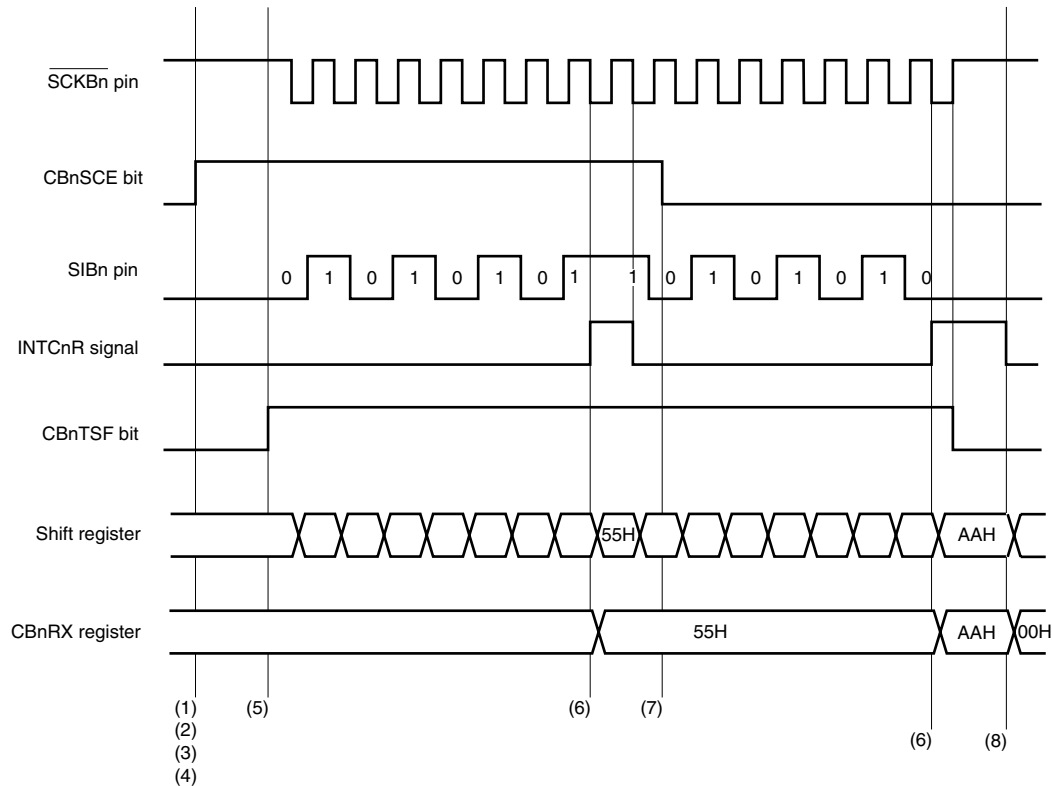 SCKBn pin
CBnSCE bit
SIBn pin
0 1 0 1 0 1 0 1 1 0 1 0 1 0 1 0
INTCnR signal
CBnTSF bit
Shift register
55H AAH
CBnRX register
55H AAH 00H
(1) (5) (6) (7)
(2)
(6) (8)
(3)
(4)